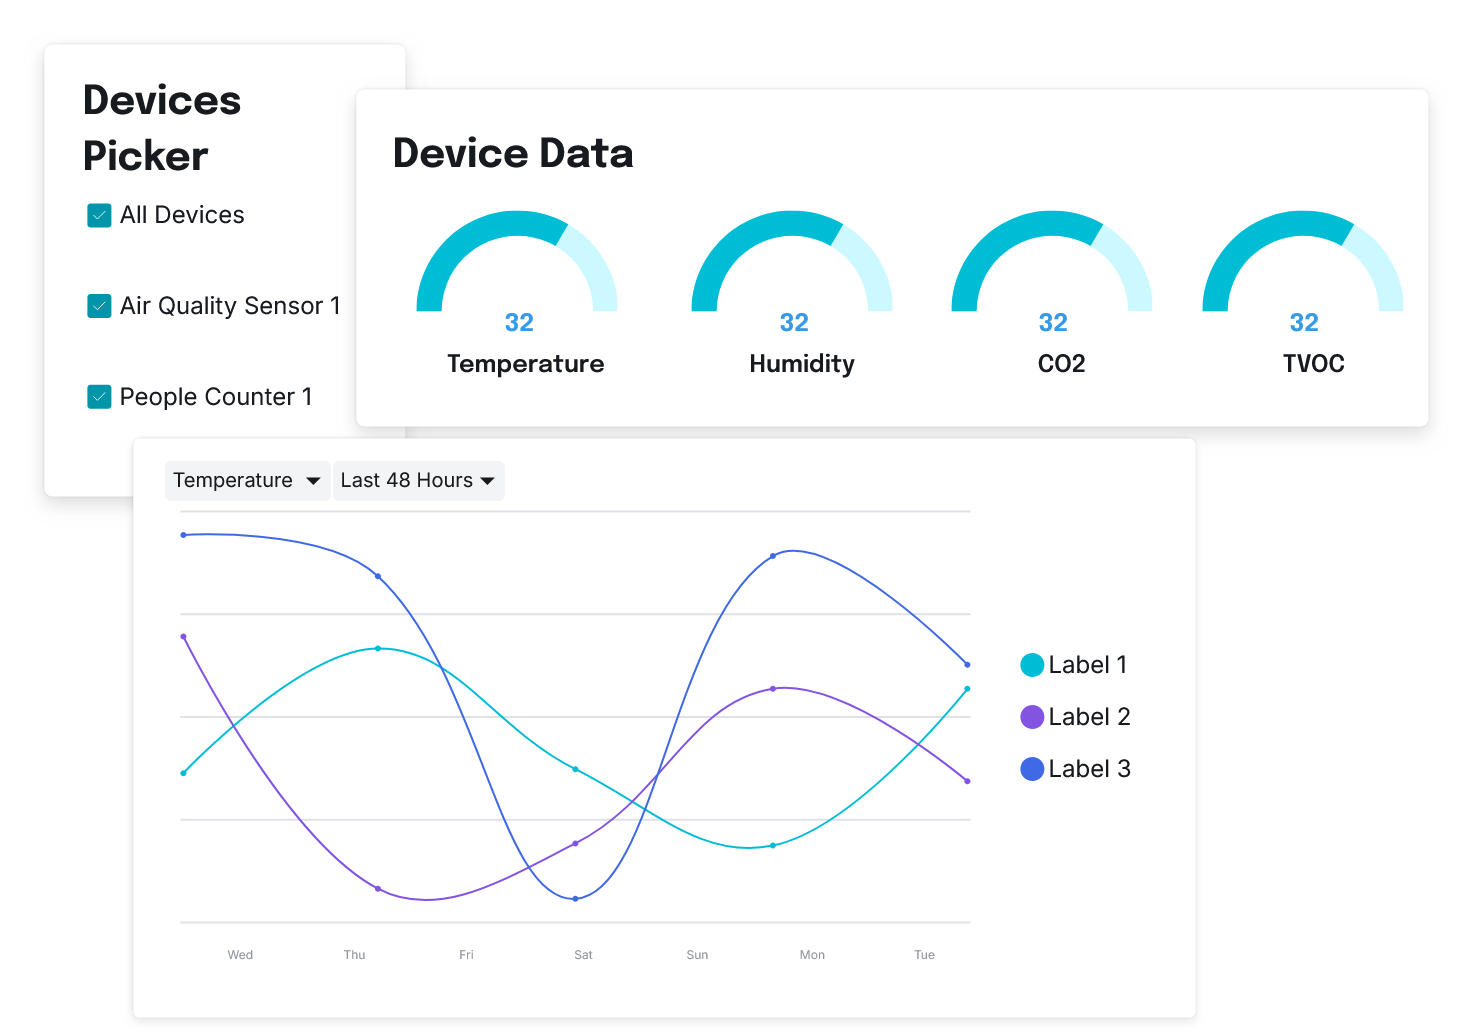 Devices
Picker
All Devices
Air Quality Sensor 1
People Counter 1
Device Data
32 32 32 32
Temperature Humidity CO2 TVOC
Temperature Last 48 Hours
Label 1
Label 2
Label 3
Wed Thu Fri Sat Sun Mon Tue